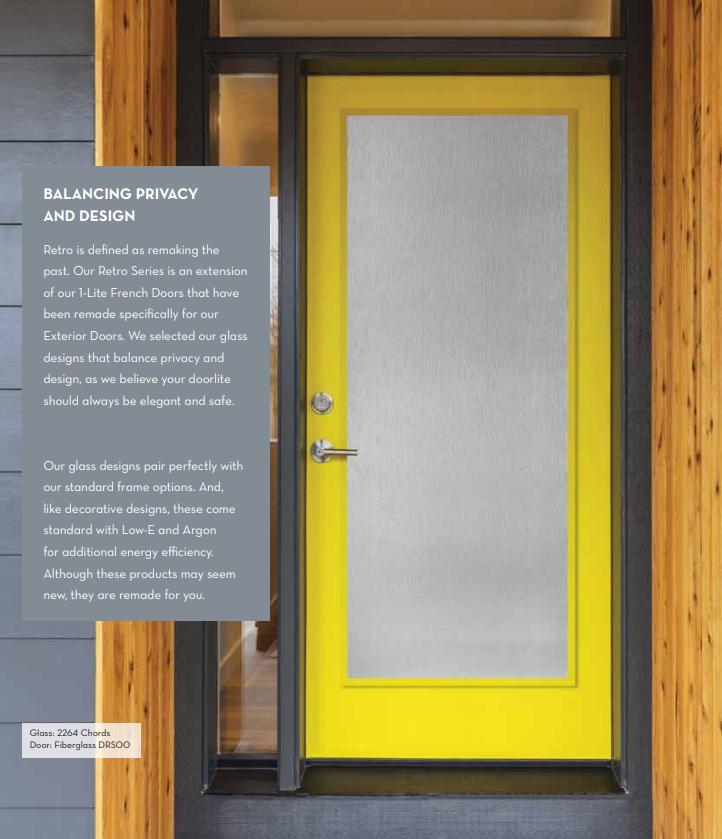 BALANCING PRIVACY
AND DESIGN
Retro is defined as remaking the
past. Our Retro Series is an extension
of our 1-Lite French Doors that have
been remade specifically for our
Exterior Doors. We selected our glass
designs that balance privacy and
design, as we believe your doorlite
should always be elegant and safe.
Our glass designs pair perfectly with
our standard frame options. And,
like decorative designs, these come
standard with Low-E and Argon
for additional energy efficiency.
Although these products may seem
new, they are remade for you.
Glass: 2264 Chords
Door: Fiberglass DRSOO